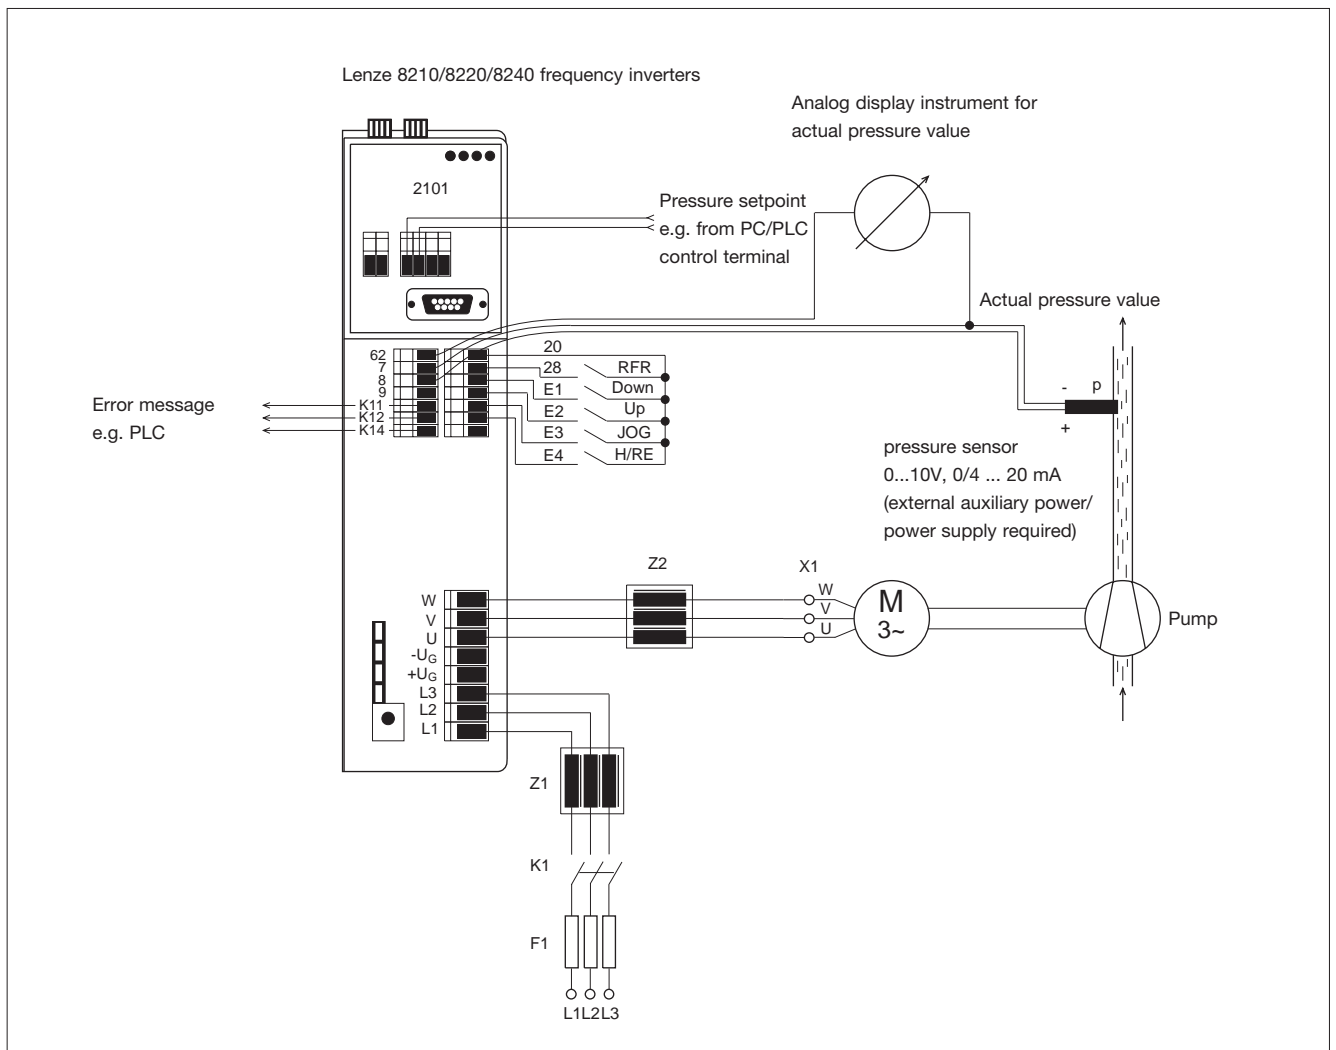 Lenze 8210/8220/8240 frequency inverters
Analog display instrument for
actual pressure value
2101
Pressure setpoint
e.g. from PC/PLC
control terminal
Actual pressure value
62
7
8
9
K11
K12
K14
20
28
E1
E2
E3
E4
RFR
Down
Up
JOG
H/RE
Error message
e.g. PLC
- p
+
pressure sensor
0...10V, 0/4 ... 20 mA
(external auxiliary power/
power supply required)
Z2
X1
W
V
U
M
3~
Pump
W
V
U
-UG
+UG
L3
L2
L1
Z1
K1
F1
L1L2L3